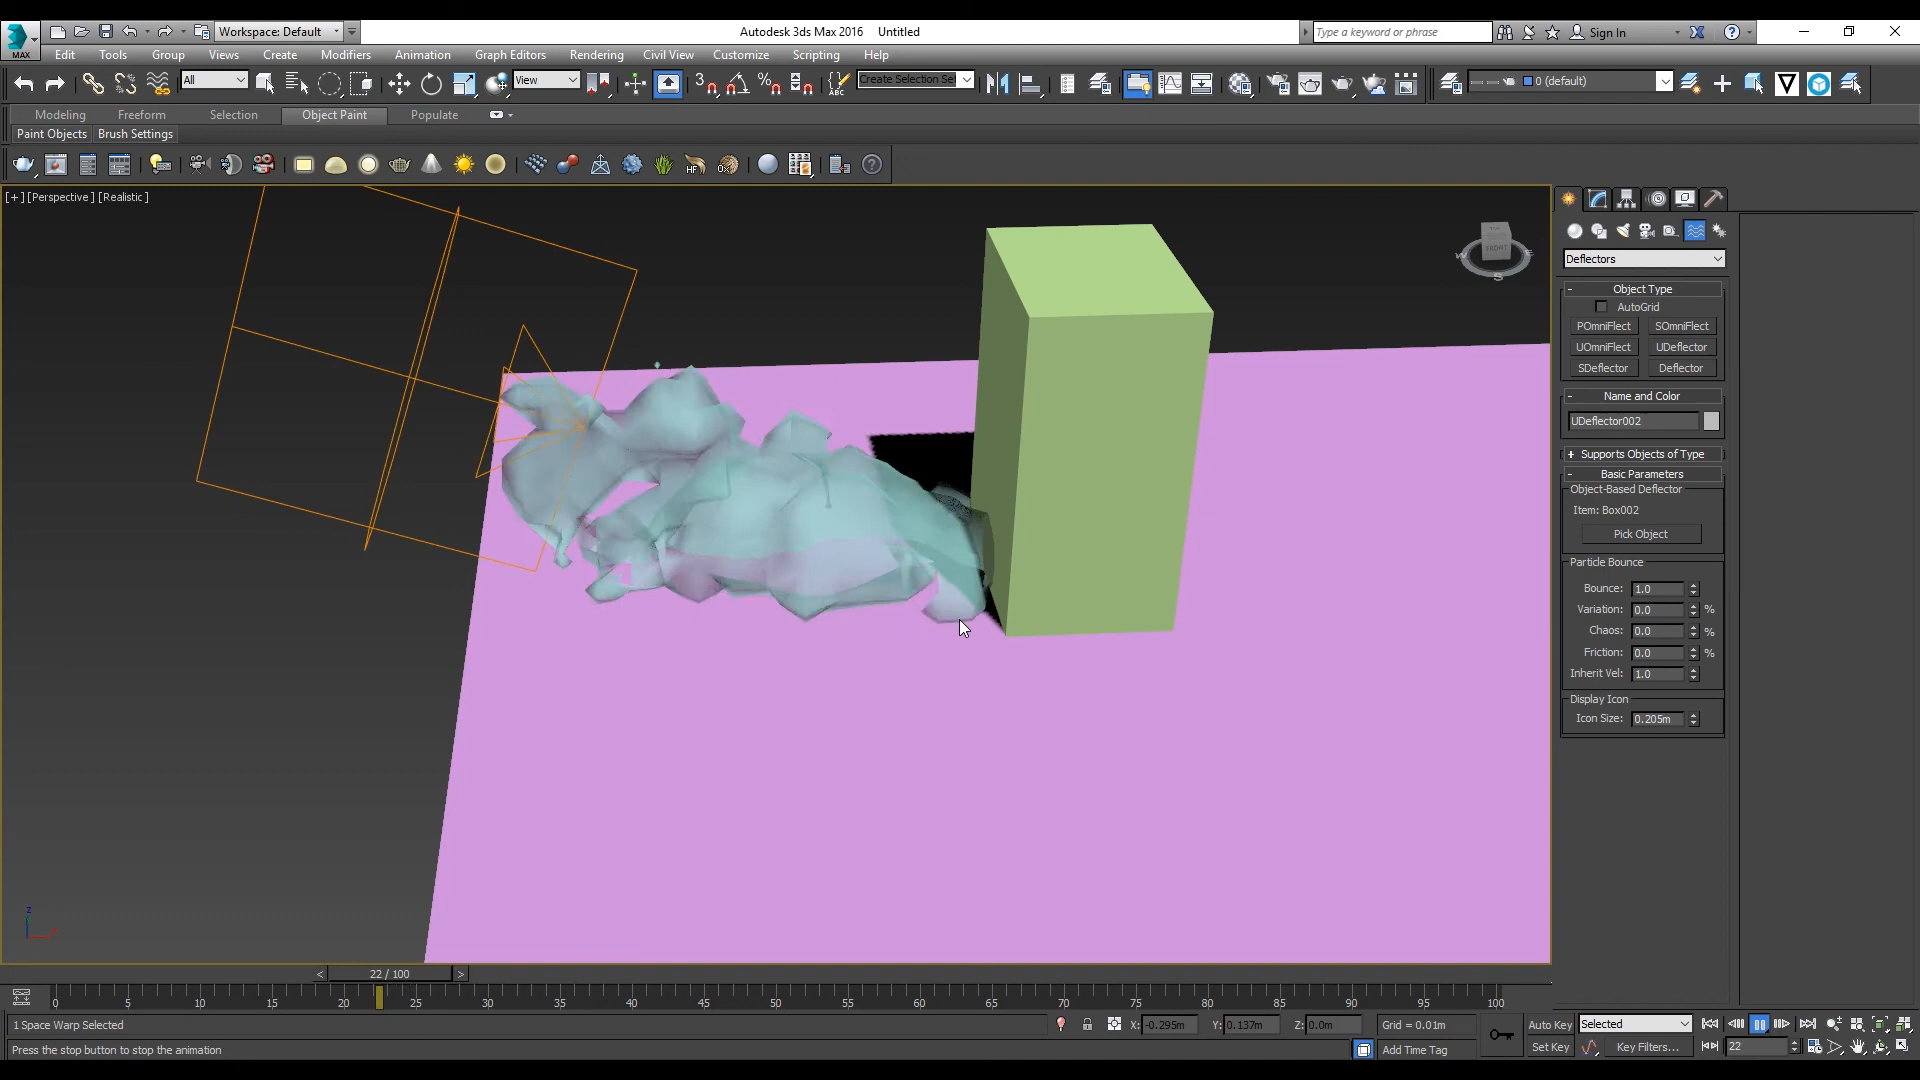 Workspace: Default
Autodesk 3ds Max 2016 Untitled
Type a keyword or phrase
Sign In
MAX
Edit Tools Group Views Create Modifiers Animation Graph Editors Rendering Civil View Customize Scripting Help
All
View
Create Selection Se
0 (default)
Modeling Freeform Selection Object Paint Populate
Paint Objects Brush Settings
[+] [Perspective] [Realistic]
FRONT
Deflectors
Object Type
AutoGrid
POmniFlect SOmniFlect
UOmniFlect UDeflector
SDeflector Deflector
Name and Color
UDeflector002
+ Supports Objects of Type
Basic Parameters
Object-Based Deflector
Item: Box002
Pick Object
Particle Bounce
Bounce: 1.0
Variation: 0.0 %
Chaos: 0.0 %
Friction: 0.0 %
Inherit Vel: 1.0
Display Icon
Icon Size: 0.205m
< 22 / 100 >
0 5 10 15 20 25 30 35 40 45 50 55 60 65 70 75 80 85 90 95 100
1 Space Warp Selected
X: -0.295m Y: 0.137m Z: 0.0m Grid = 0.01m
Auto Key Selected
Press the stop button to stop the animation
Add Time Tag
Set Key Key Filters... 22